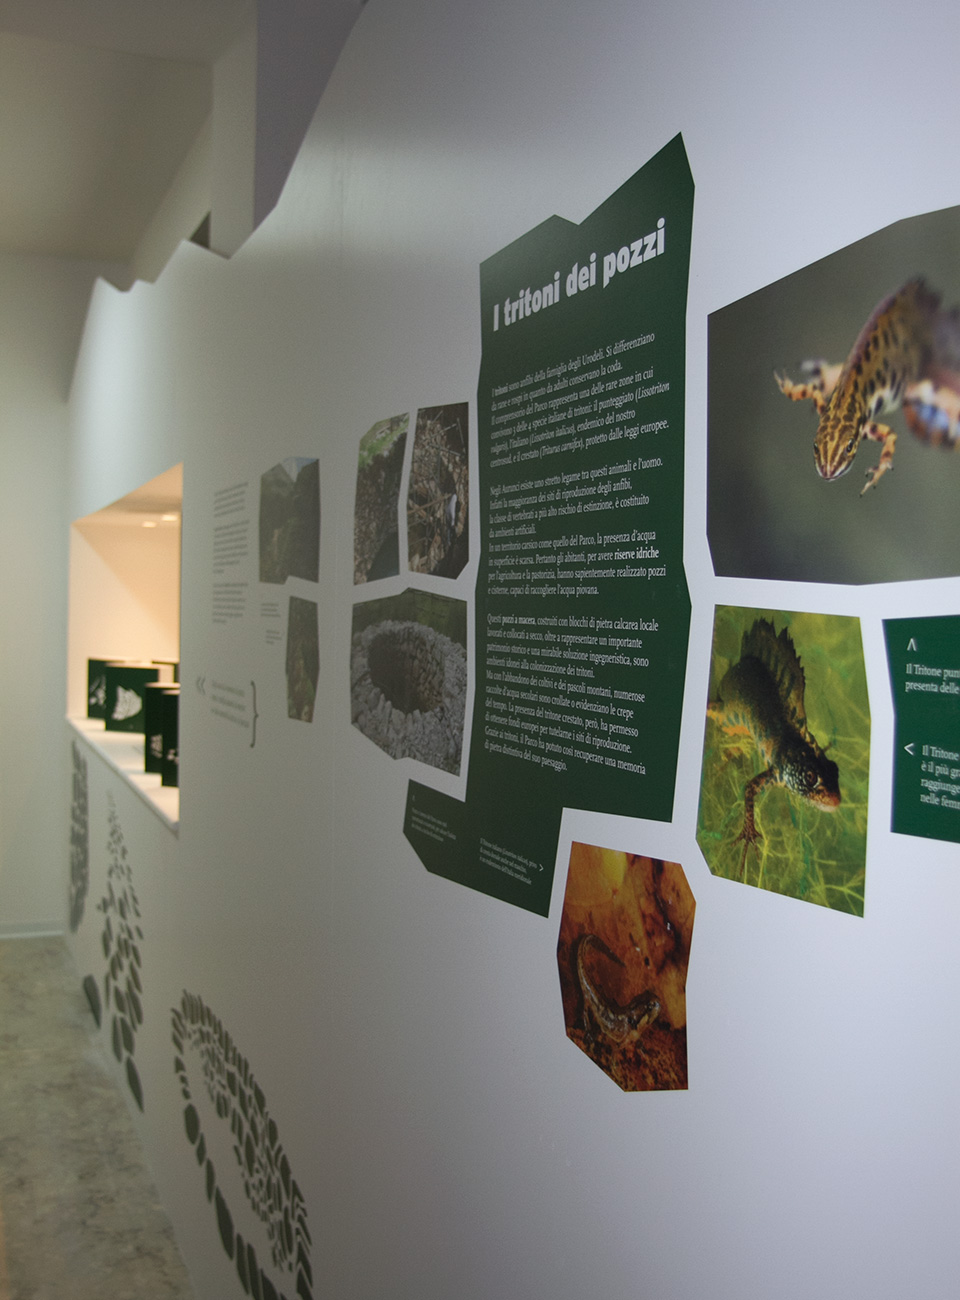 I tritoni dei pozzi
I tritoni sono anfibi della famiglia degli Urodeli. Si differenziano
da rane e rospi in quanto da adulti conservano la coda.
Il comprensorio del Parco rappresenta una delle rare zone in cui
convivono 3 delle 4 specie italiane di tritoni: il punteggiato (Lissotriton
vulgaris), l'italiano (Lissotriton italicus), endemico del nostro
centrosud, e il crestato (Triturus carnifex), protetto dalle leggi europee.
Negli Aurunci esiste uno stretto legame tra questi animali e l'uomo.
Infatti la maggioranza dei siti di riproduzione degli anfibi,
la classe di vertebrati a più alto rischio di estinzione, è costituito
da ambienti artificiali.
In un territorio carsico come quello del Parco, la presenza d'acqua
in superficie è scarsa. Pertanto gli abitanti, per avere riserve idriche
per l'agricoltura e la pastorizia, hanno sapientemente realizzato pozzi
e cisterne, capaci di raccogliere l'acqua piovana.
Questi pozzi a macera, costruiti con blocchi di pietra calcarea locale
lavorati e collocati a secco, oltre a rappresentare un importante
patrimonio storico e una mirabile soluzione ingegneristica, sono
ambienti idonei alla colonizzazione dei tritoni.
Ma con l'abbandono dei coltivi e dei pascoli montani, numerose
raccolte d'acqua secolari sono crollate o evidenziano le crepe
del tempo. La presenza del tritone crestato, però, ha permesso
di ottenere fondi europei per tutelarne i siti di riproduzione.
Grazie ai tritoni, il Parco ha potuto così recuperare una memoria
di pietra distintiva del suo paesaggio.
Il Tritone italiano (Lissotriton italicus),
>
Il Tritone pun
presenta delle
< Il Tritone
è il più gra
raggiunge
nelle femm